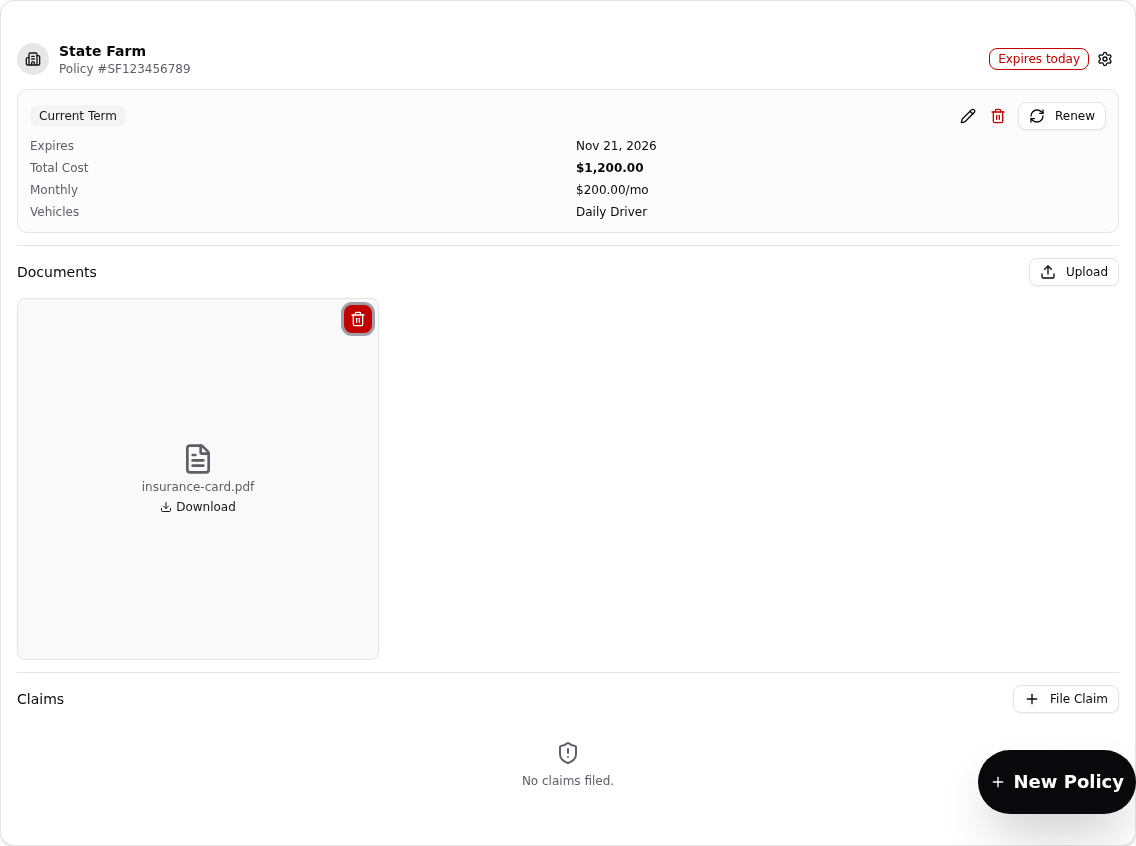 State Farm
Policy #SF123456789
Expires today
Current Term
Renew
Expires
Nov 21, 2026
Total Cost
$1,200.00
Monthly
$200.00/mo
Vehicles
Daily Driver
Documents
Upload
insurance-card.pdf
Download
Claims
File Claim
No claims filed.
New Policy